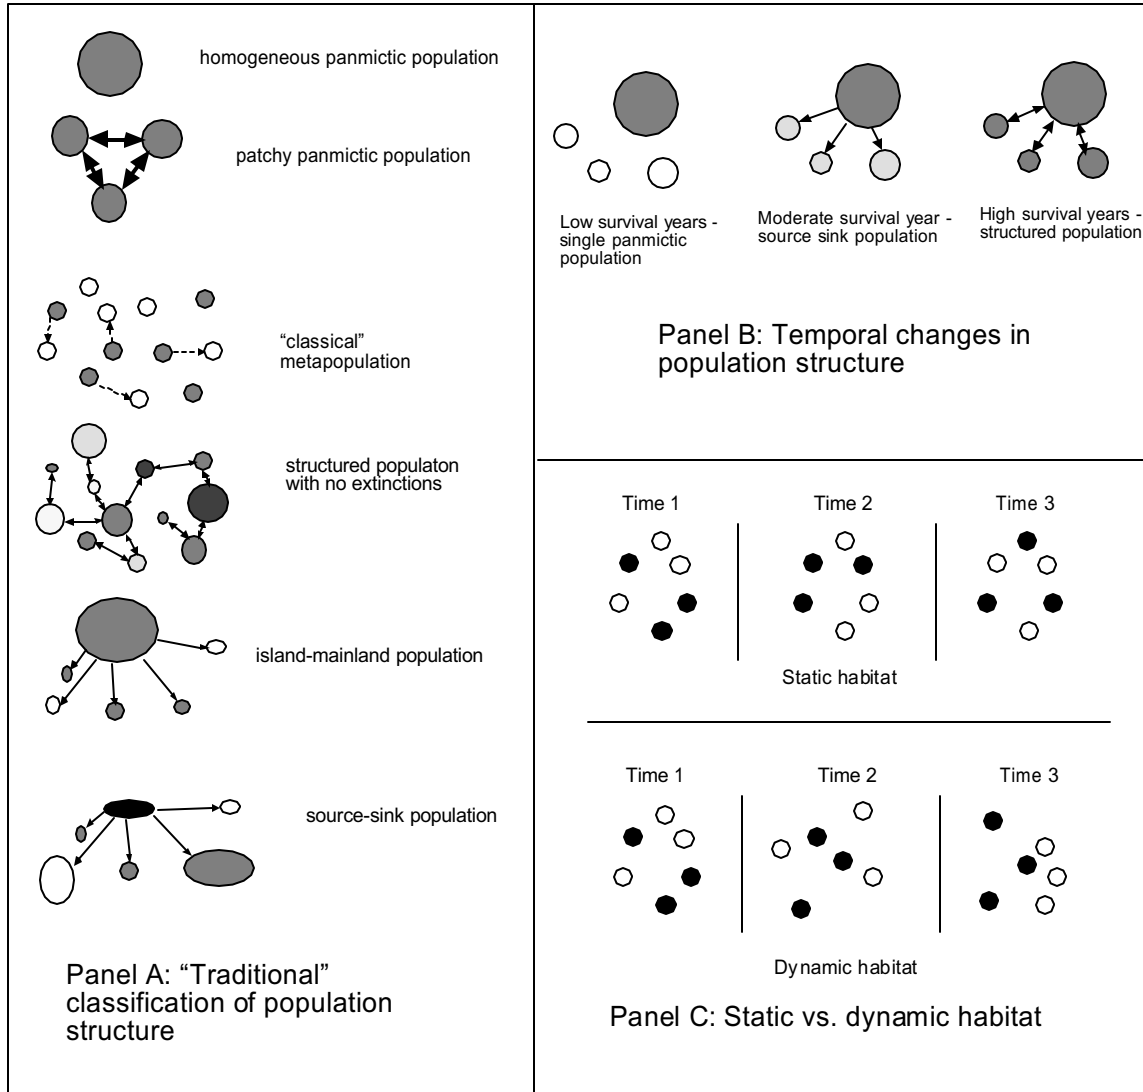 homogeneous panmictic population
patchy panmictic population
“classical”
metapopulation
structured populaton
with no extinctions
island-mainland population
source-sink population
Panel A: “Traditional”
classification of population
structure
Low survival years -
single panmictic
population
Moderate survival year -
source sink population
High survival years -
structured population
Panel B: Temporal changes in
population structure
Time 1
Time 2
Time 3
Static habitat
Time 1
Time 2
Time 3
Dynamic habitat
Panel C: Static vs. dynamic habitat